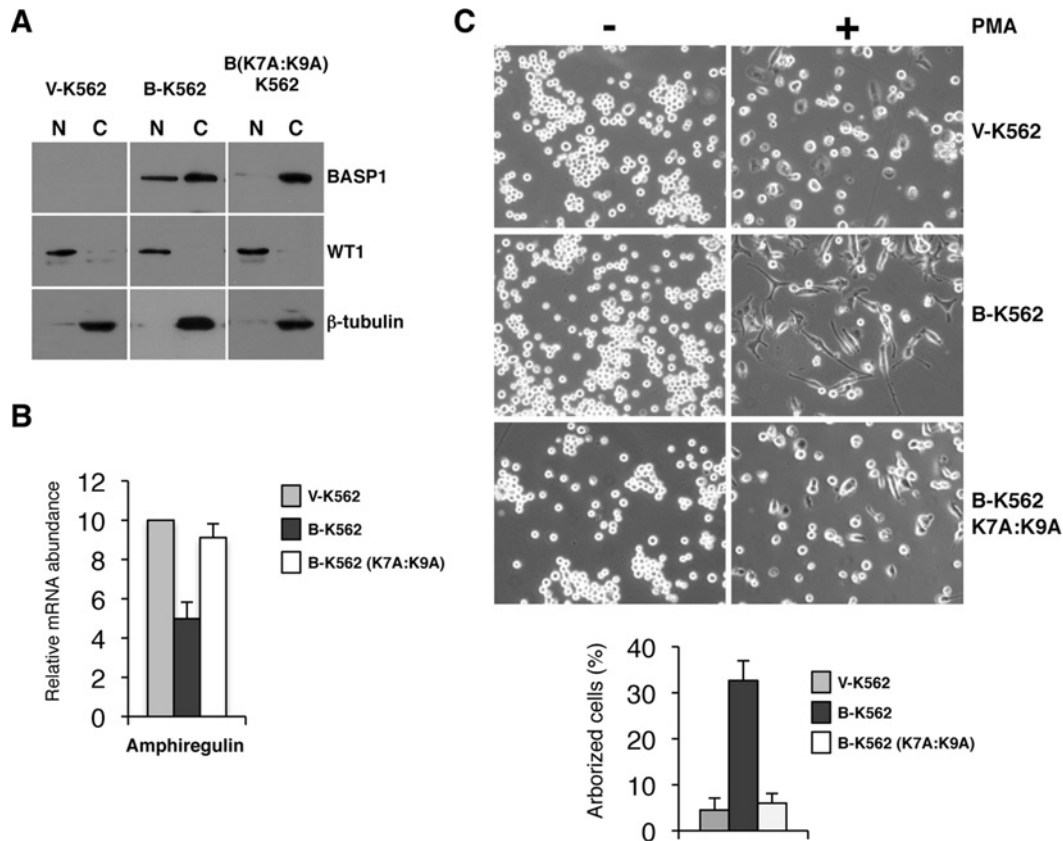 A
B(K7A:K9A)
V-K562 B-K562 K562
N C N C N C
BASP1
WT1
β-tubulin
B
12
10
8
6
4
2
0
Relative mRNA abundance
Amphiregulin
V-K562
B-K562
B-K562 (K7A:K9A)
C
- + PMA
V-K562
B-K562
B-K562
K7A:K9A
40
30
20
10
0
Arborized cells (%)
V-K562
B-K562
B-K562 (K7A:K9A)